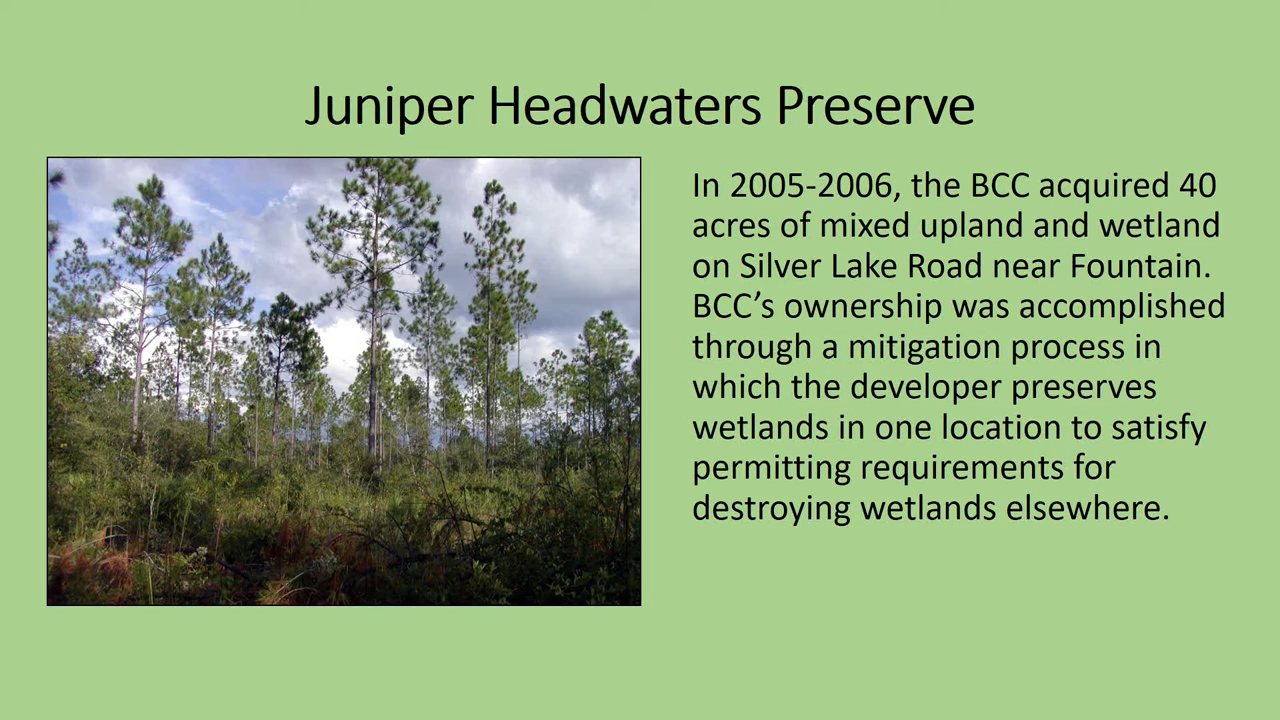 Juniper Headwaters Preserve
In 2005-2006, the BCC acquired 40
acres of mixed upland and wetland
on Silver Lake Road near Fountain.
BCC’s ownership was accomplished
through a mitigation process in
which the developer preserves
wetlands in one location to satisfy
permitting requirements for
destroying wetlands elsewhere.